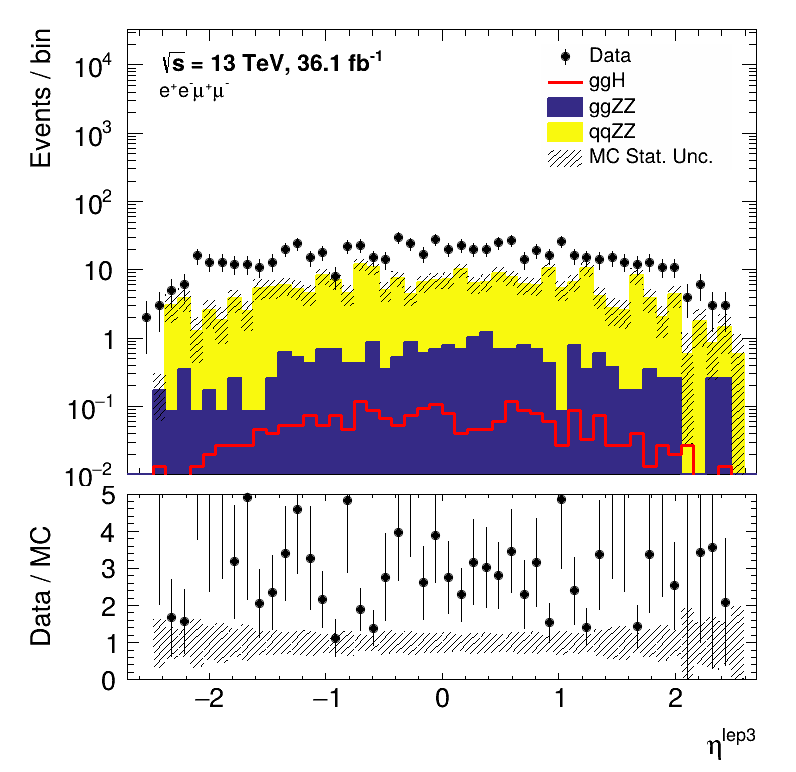 Events / bin
10⁴
10³
10²
10
1
10⁻¹
10⁻²
√s = 13 TeV, 36.1 fb⁻¹
e⁺e⁻μ⁺μ⁻
Data
ggH
ggZZ
qqZZ
MC Stat. Unc.
Data / MC
5
4
3
2
1
0
−2 −1 0 1 2
η^lep3